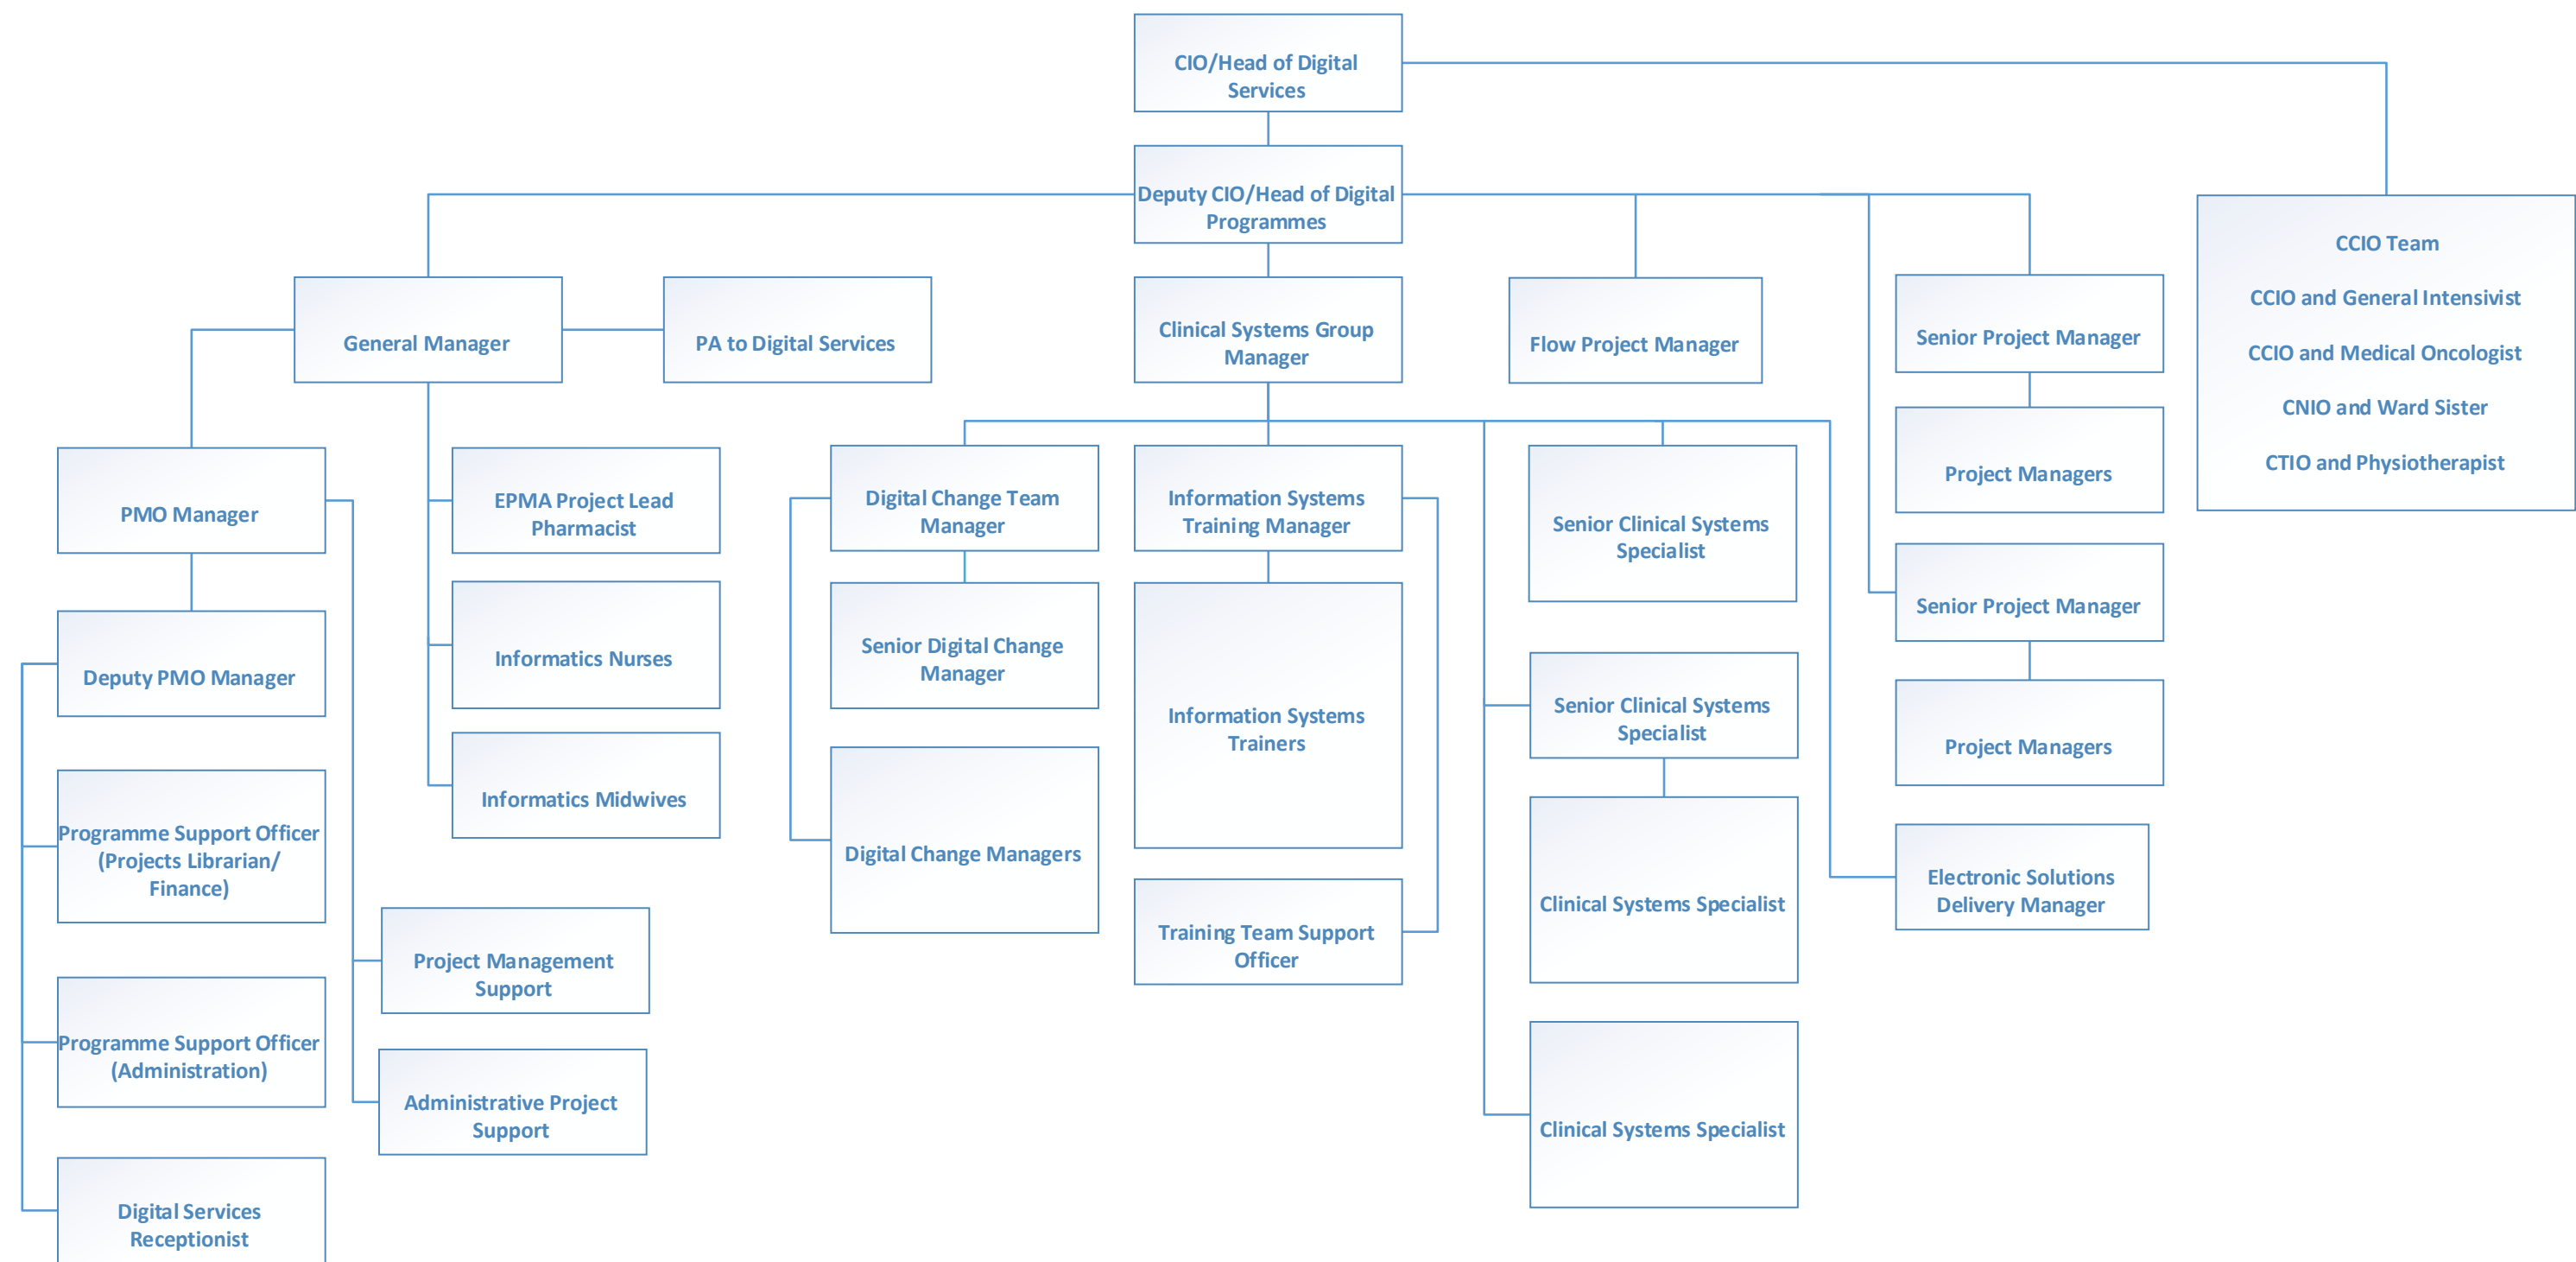 CIO/Head of Digital
Services
Deputy CIO/Head of Digital
Programmes
General Manager
PA to Digital Services
Clinical Systems Group
Manager
Flow Project Manager
Senior Project Manager
CCIO Team
CCIO and General Intensivist
CCIO and Medical Oncologist
CNIO and Ward Sister
CTIO and Physiotherapist
Project Managers
PMO Manager
EPMA Project Lead
Pharmacist
Digital Change Team
Manager
Information Systems
Training Manager
Senior Clinical Systems
Specialist
Senior Project Manager
Deputy PMO Manager
Informatics Nurses
Senior Digital Change
Manager
Information Systems
Trainers
Senior Clinical Systems
Specialist
Project Managers
Programme Support Officer
(Projects Librarian/
Finance)
Informatics Midwives
Digital Change Managers
Clinical Systems Specialist
Electronic Solutions
Delivery Manager
Project Management
Support
Training Team Support
Officer
Programme Support Officer
(Administration)
Administrative Project
Support
Clinical Systems Specialist
Digital Services
Receptionist